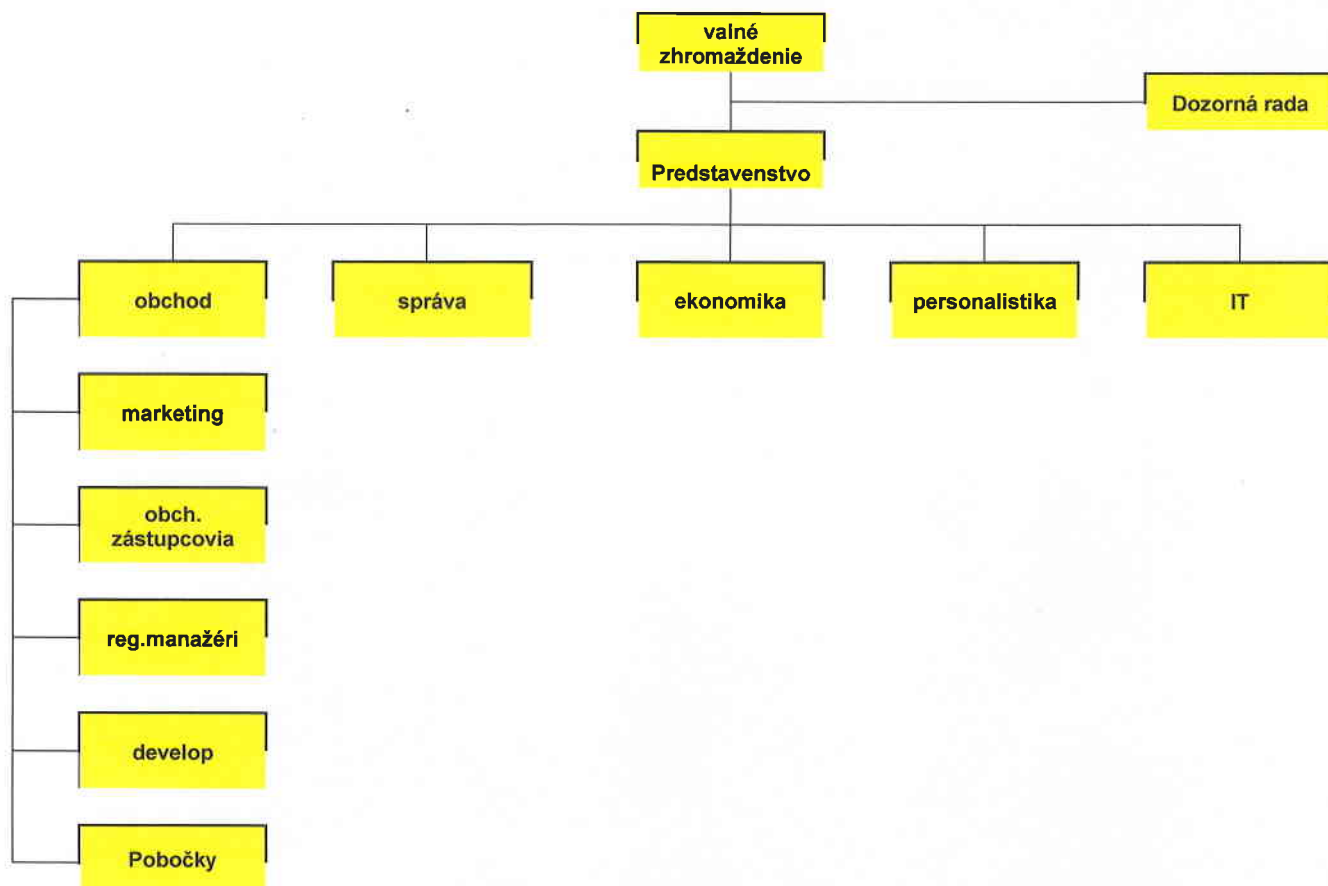 valné
zhromaždenie
Dozorná rada
Predstavenstvo
obchod
správa
ekonomika
personalistika
IT
marketing
obch.
zástupcovia
reg.manažéri
develop
Pobočky